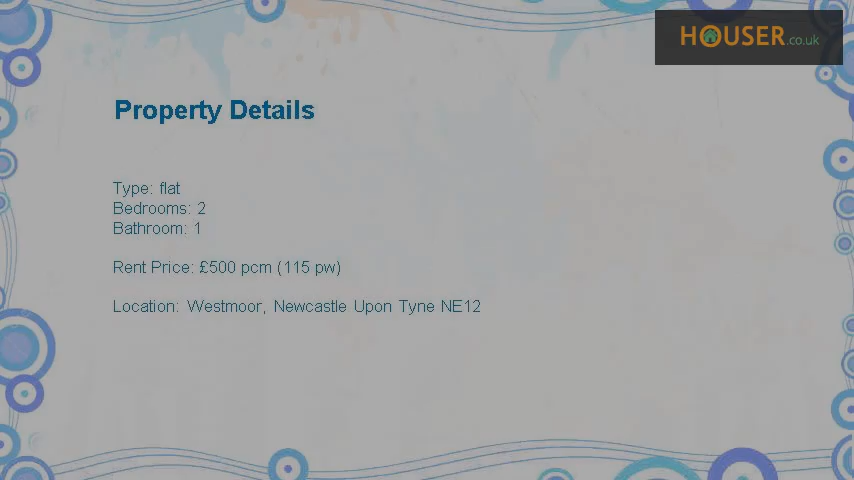 HOUSER.co.uk
Property Details
Type: flat
Bedrooms: 2
Bathroom: 1
Rent Price: £500 pcm (115 pw)
Location: Westmoor, Newcastle Upon Tyne NE12